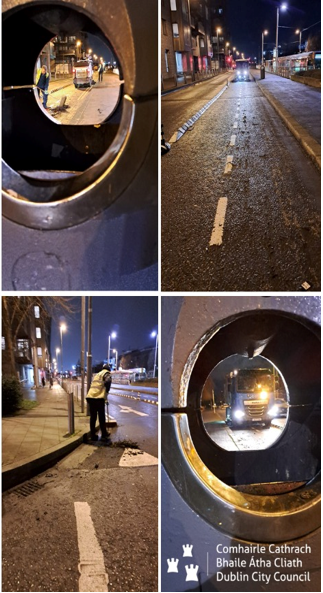 Comhairle Cathrach
Bhaile Átha Cliath
Dublin City Council